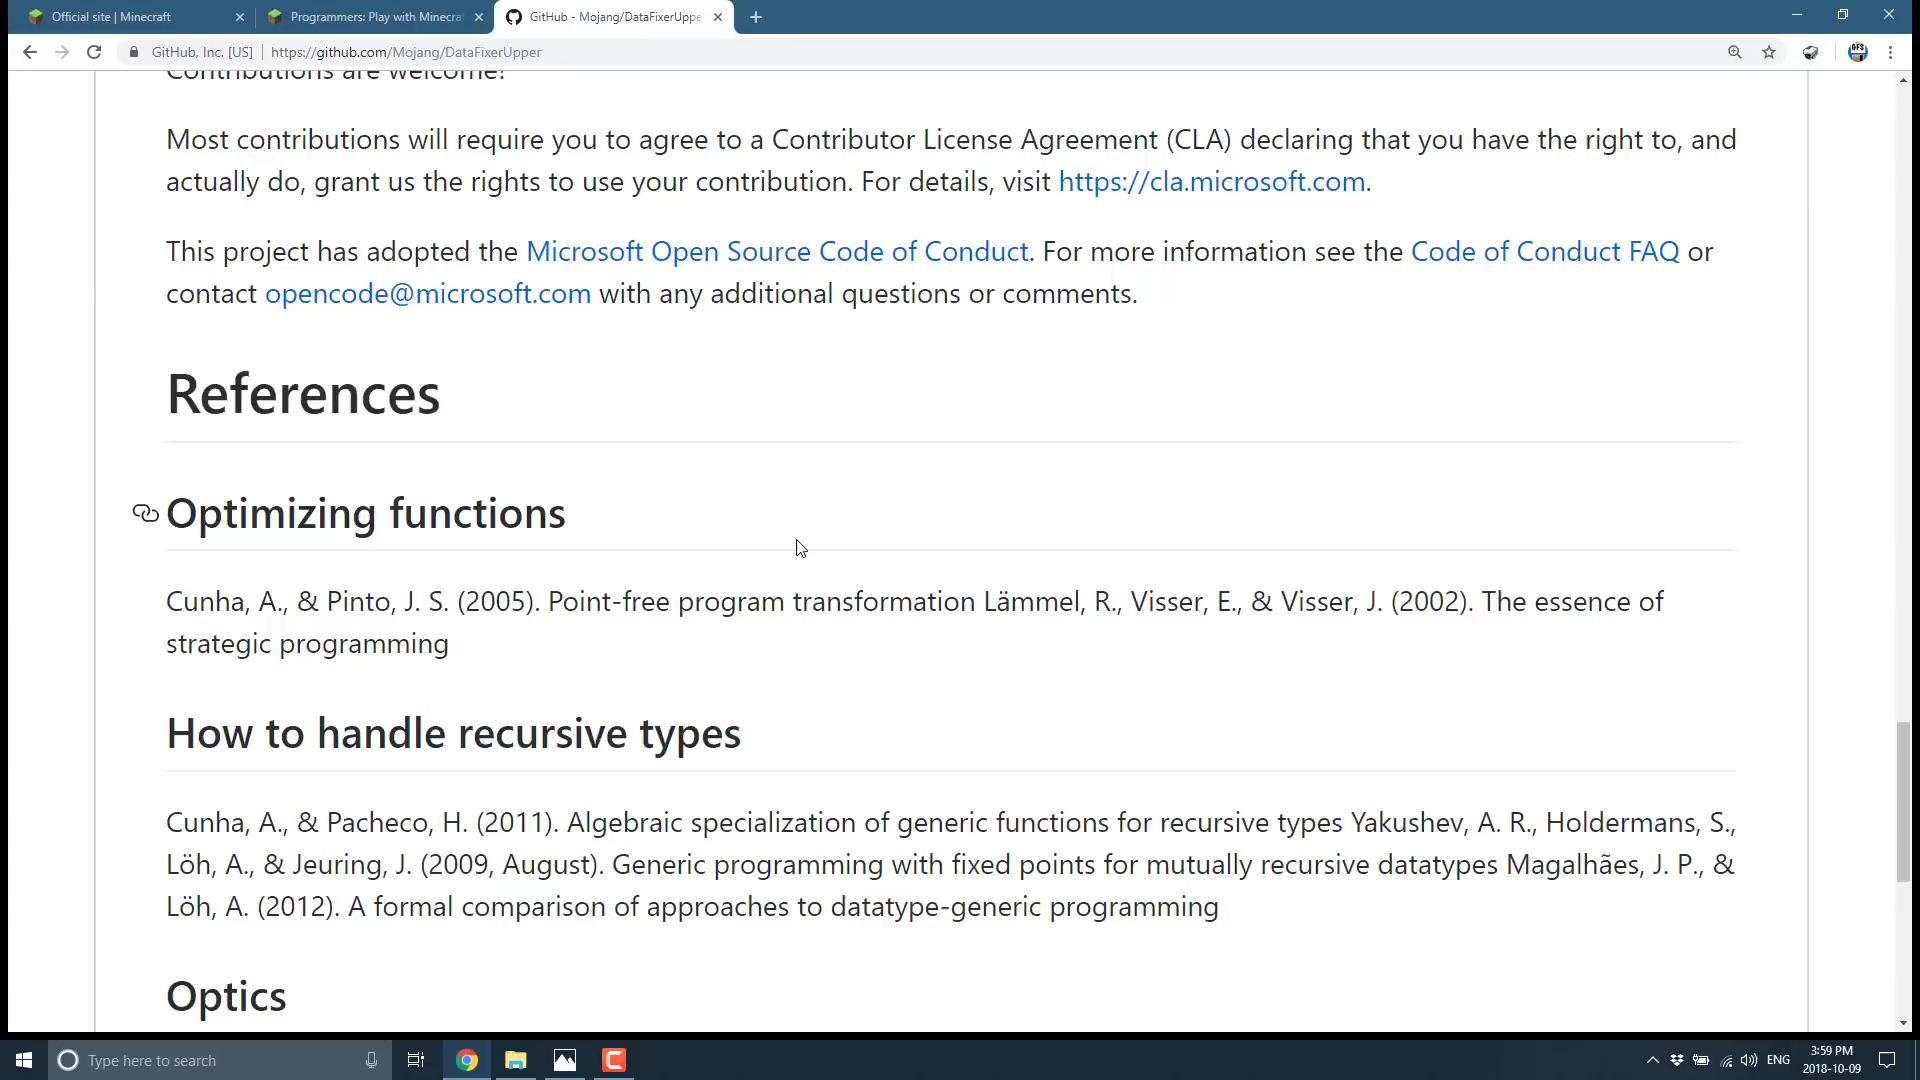 Official site | Minecraft
Programmers: Play with Minecra
GitHub - Mojang/DataFixerUppe
GitHub, Inc. [US] | https://github.com/Mojang/DataFixerUpper
Contributions are welcome!
Most contributions will require you to agree to a Contributor License Agreement (CLA) declaring that you have the right to, and
actually do, grant us the rights to use your contribution. For details, visit https://cla.microsoft.com.
This project has adopted the Microsoft Open Source Code of Conduct. For more information see the Code of Conduct FAQ or
contact opencode@microsoft.com with any additional questions or comments.
References
Optimizing functions
Cunha, A., & Pinto, J. S. (2005). Point-free program transformation Lämmel, R., Visser, E., & Visser, J. (2002). The essence of
strategic programming
How to handle recursive types
Cunha, A., & Pacheco, H. (2011). Algebraic specialization of generic functions for recursive types Yakushev, A. R., Holdermans, S.,
Löh, A., & Jeuring, J. (2009, August). Generic programming with fixed points for mutually recursive datatypes Magalhães, J. P., &
Löh, A. (2012). A formal comparison of approaches to datatype-generic programming
Optics
Type here to search
ENG
3:59 PM
2018-10-09